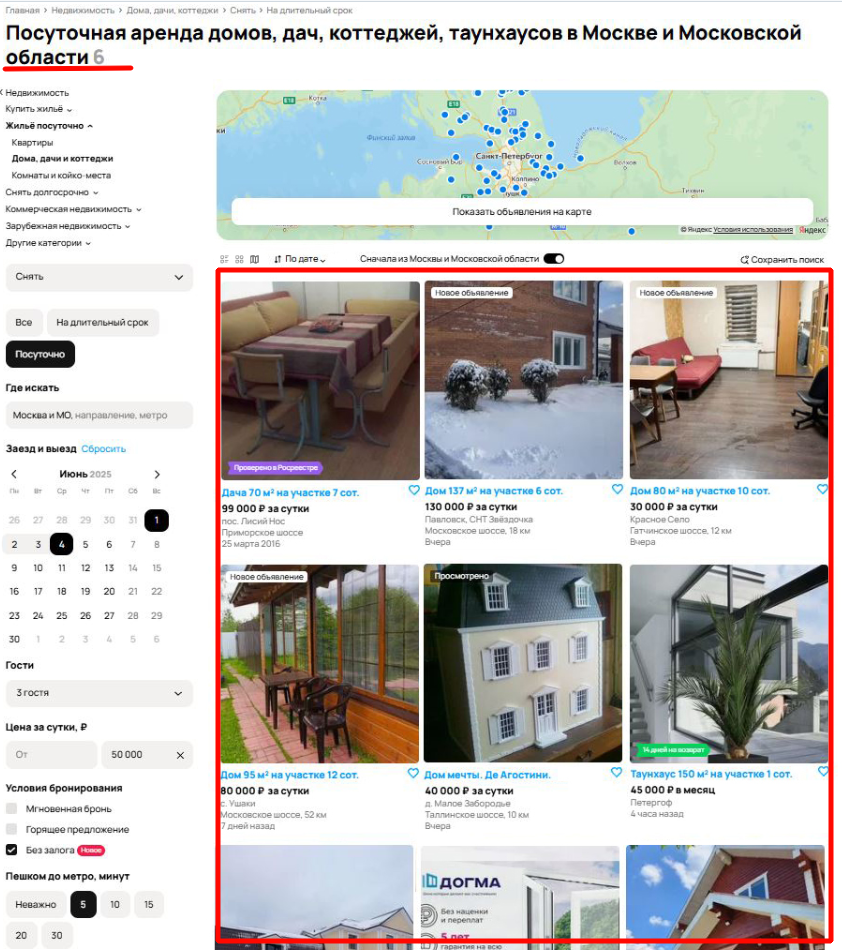 Главная > Недвижимость > Дома, дачи, коттеджи > Снять > На длительный срок
Посуточная аренда домов, дач, коттеджей, таунхаусов в Москве и Московской
области 6
Недвижимость
Купить жильё
Жильё посуточно
Квартиры
Дома, дачи и коттеджи
Комнаты и койко-места
Снять долгосрочно
Коммерческая недвижимость
Зарубежная недвижимость
Другие категории
Снять
Все
На длительный срок
Посуточно
Где искать
Москва и МО, направление, метро
Заезд и выезд Сбросить
Июнь 2025
Пн Вт Ср Чт Пт Сб Вс
26 27 28 29 30 31 1
2 3 4 5 6 7 8
9 10 11 12 13 14 15
16 17 18 19 20 21 22
23 24 25 26 27 28 29
30 1 2 3 4 5 6
Гости
3 гостя
Цена за сутки, ₽
От
50 000
Условия бронирования
Мгновенная бронь
Горящее предложение
Без залога Новое
Пешком до метро, минут
Неважно 5 10 15
20 30
Котка
Е18
Е18
Финский залив
Сосновый Бор
Санкт-Петербург
Колпино
Волхов
Тихвин
Показать объявления на карте
© Яндекс Условия использования Яндекс
По дате
Сначала из Москвы и Московской области
Сохранить поиск
Проверено в Росреестре
Дача 70 м² на участке 7 сот.
99 000 ₽ за сутки
пос. Лисий Нос
Приморское шоссе
25 марта 2016
Новое объявление
Дом 137 м² на участке 6 сот.
130 000 ₽ за сутки
Павловск, СНТ Звёздочка
Московское шоссе, 18 км
Вчера
Новое объявление
Дом 80 м² на участке 10 сот.
30 000 ₽ за сутки
Красное Село
Гатчинское шоссе, 12 км
Вчера
Новое объявление
Дом 95 м² на участке 12 сот.
80 000 ₽ за сутки
с. Ушаки
Московское шоссе, 52 км
7 дней назад
Просмотрено
Дом мечты. Де Агостини.
40 000 ₽ за сутки
д. Малое Забородье
Таллинское шоссе, 10 км
Вчера
14 дней на возврат
Таунхаус 150 м² на участке 1 сот.
45 000 ₽ в месяц
Петергоф
4 часа назад
ДОГМА
Без наценки
и переплат
5 лет
гарантия на всю